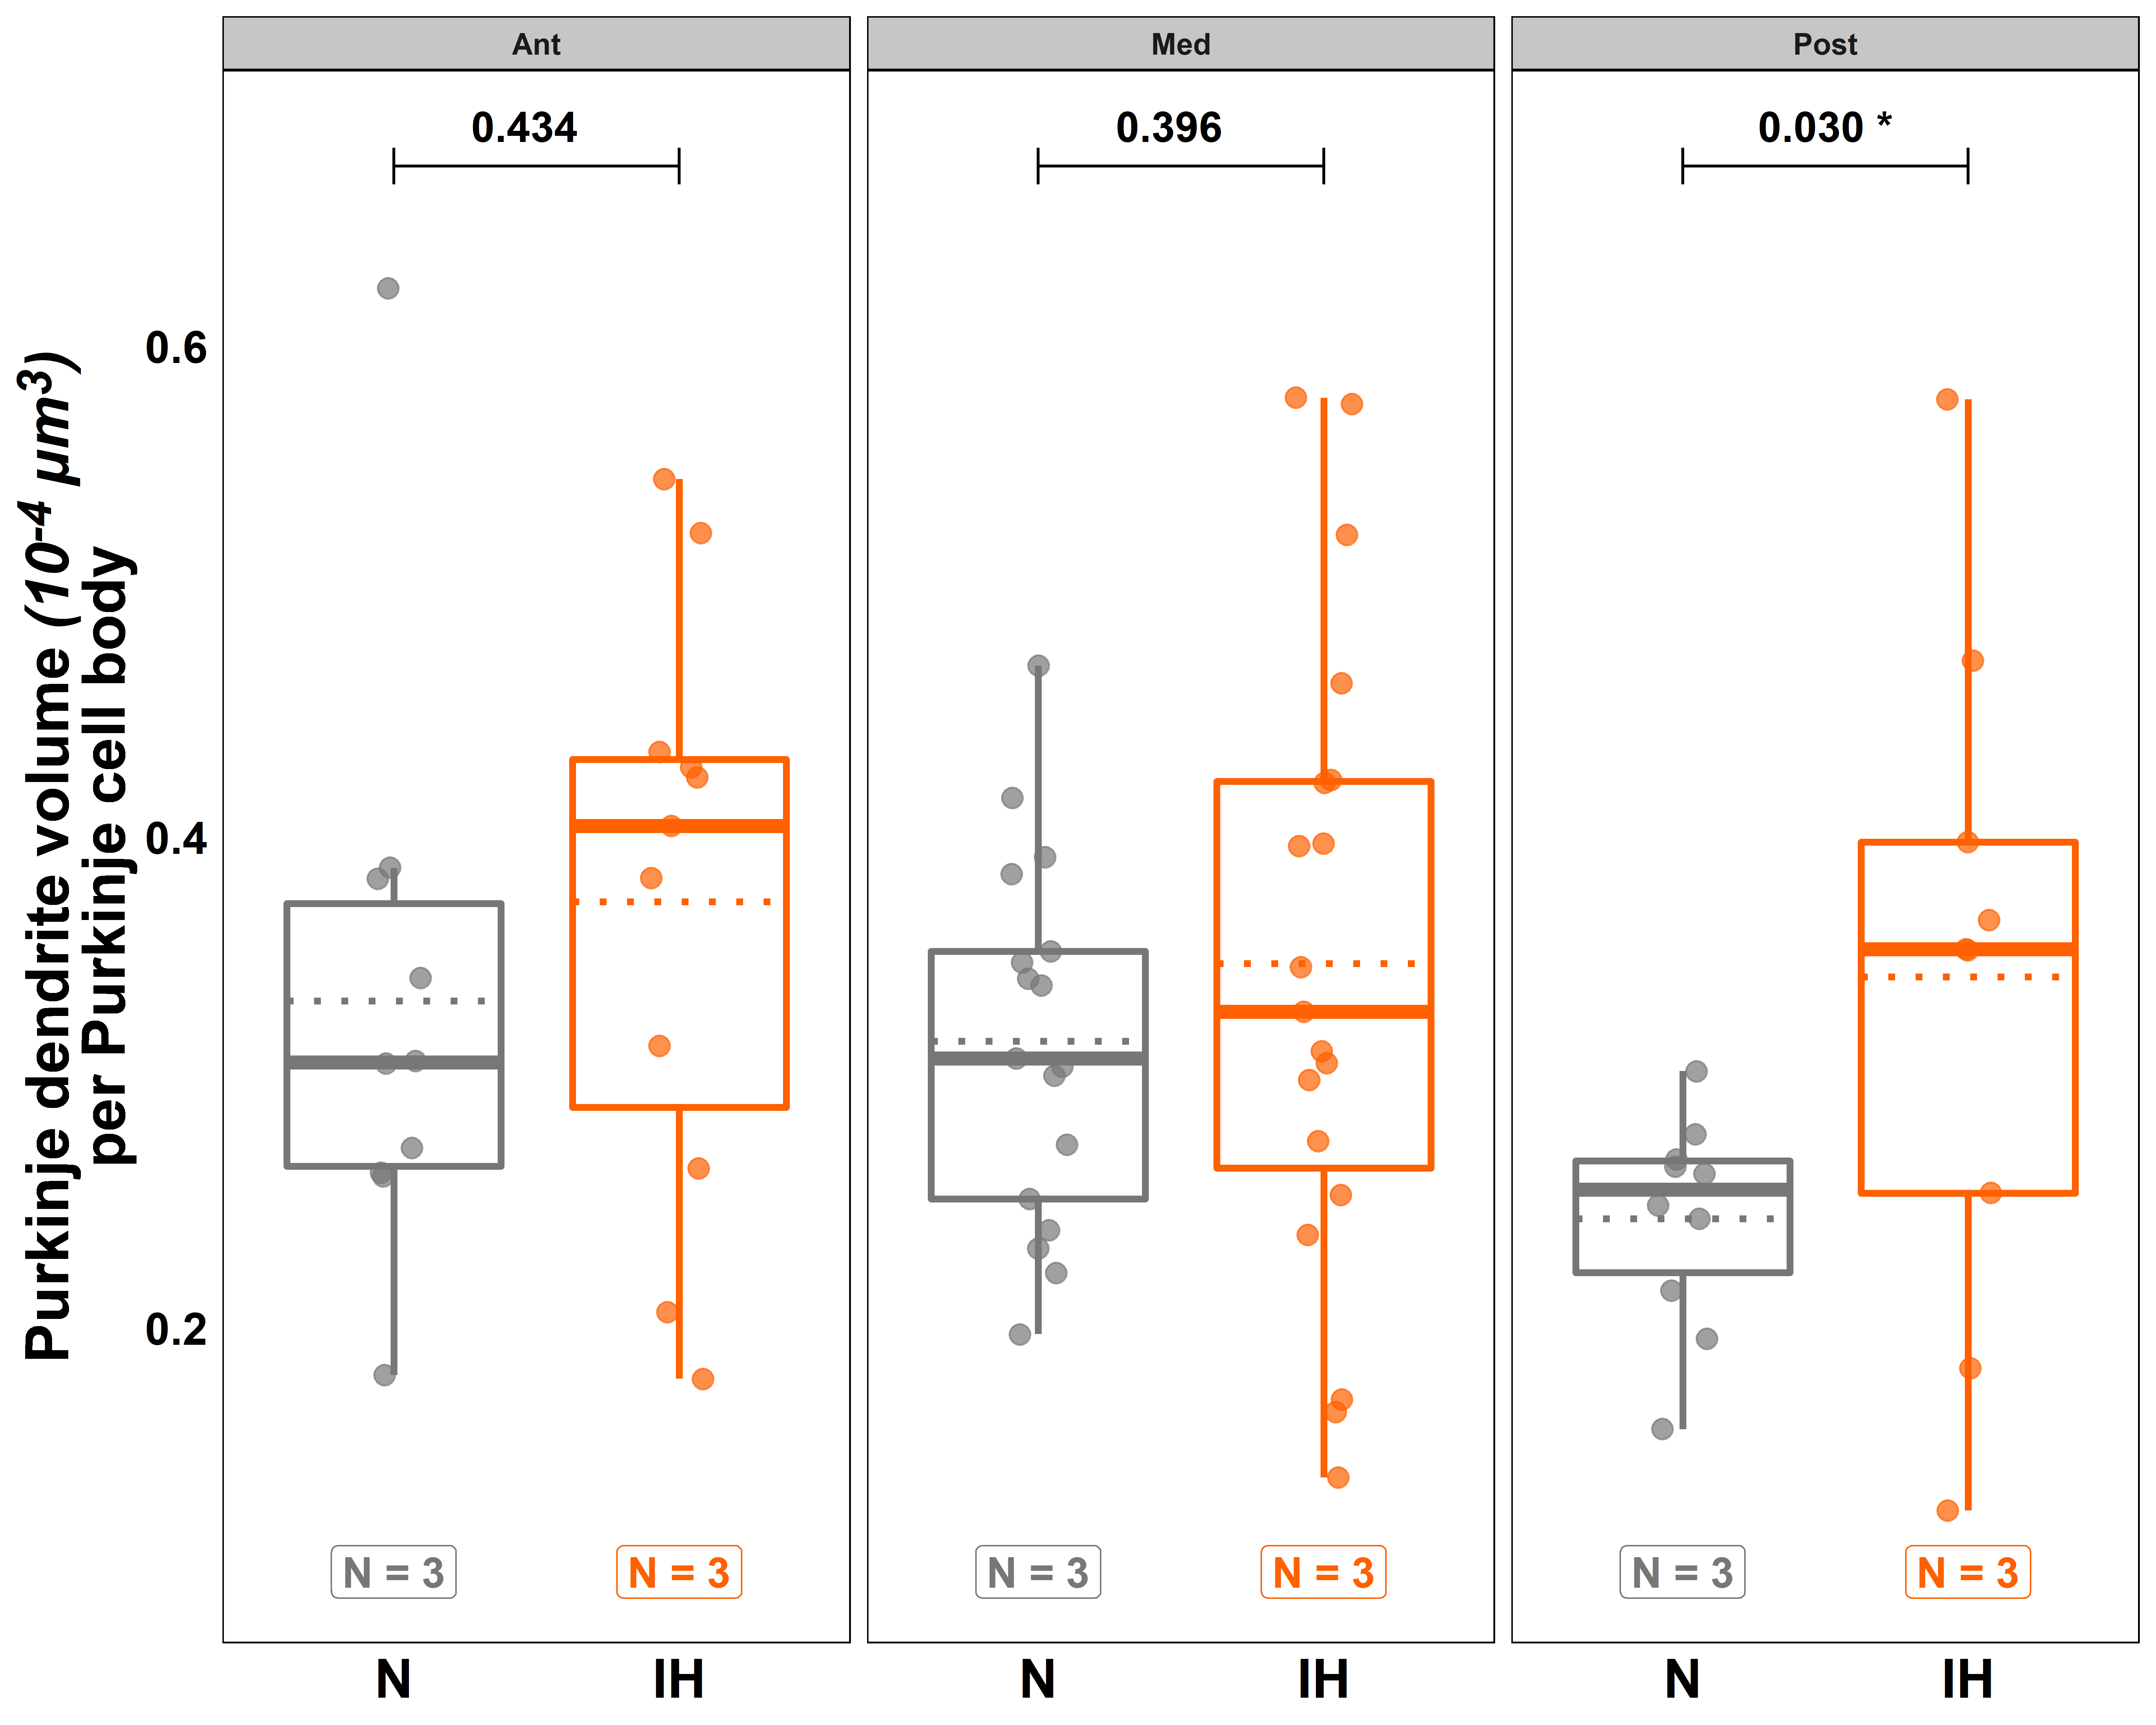 Ant
Med
Post
0.434
0.396
0.030 *
Purkinje dendrite volume (10⁻⁴ µm³)
per Purkinje cell body
0.6
0.4
0.2
N = 3
N = 3
N = 3
N = 3
N = 3
N = 3
N
IH
N
IH
N
IH